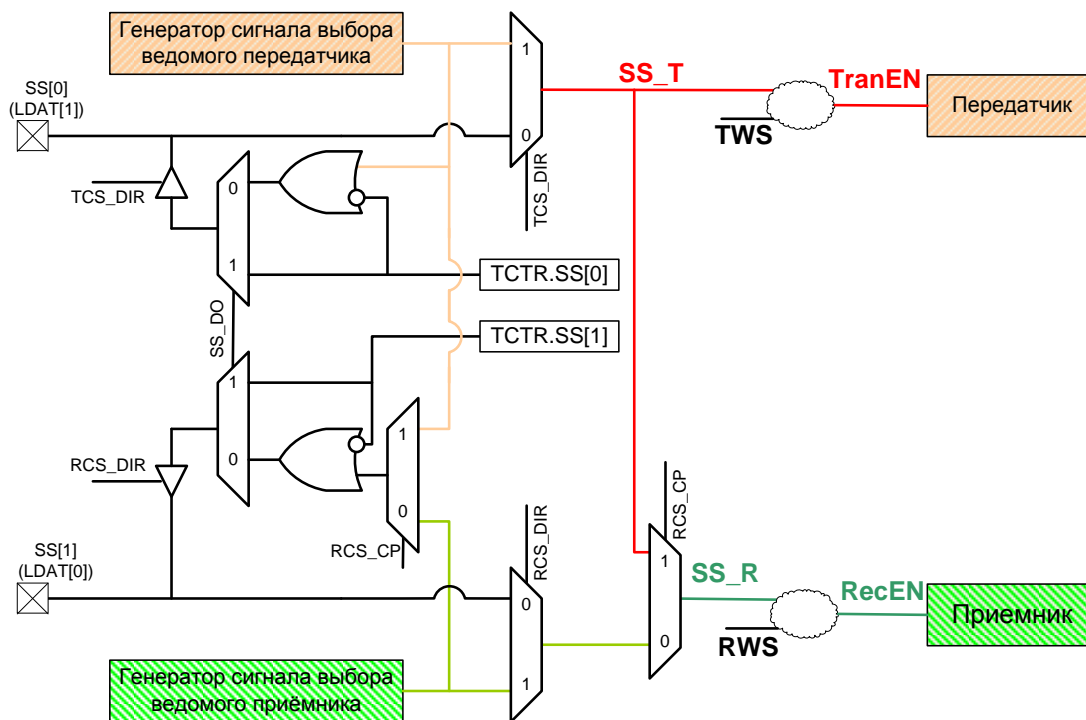 Генератор сигнала выбора
ведомого передатчика
1
SS[0]
(LDAT[1])
SS_T
TranEN
Передатчик
TWS
0
TCS_DIR
TCS_DIR
0
1
TCTR.SS[0]
SS_DO
TCTR.SS[1]
1
0
1
0
RCS_DIR
RCS_CP
RCS_DIR
RCS_CP
SS[1]
(LDAT[0])
0
1
1
0
SS_R
RecEN
Приемник
RWS
Генератор сигнала выбора
ведомого приёмника